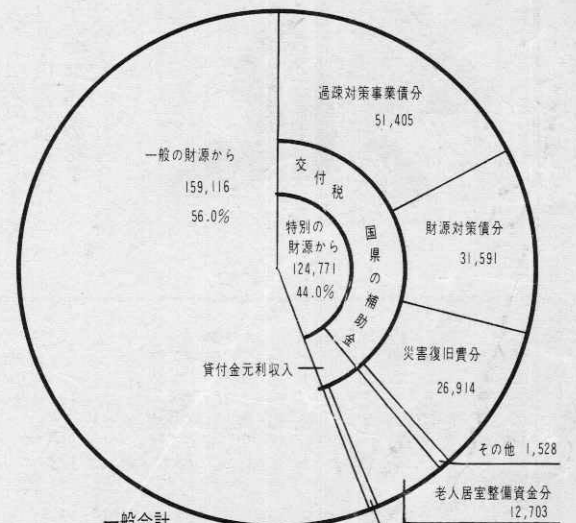 過疎対策事業債分
51,405
一般の財源から
159,116
56.0%
交付税
国県の補助金
特別の
財源から
124,771
44.0%
財源対策債分
31,591
災害復旧費分
26,914
貸付金元利収入
その他 1,528
老人居室整備資金分
12,703
一般会計